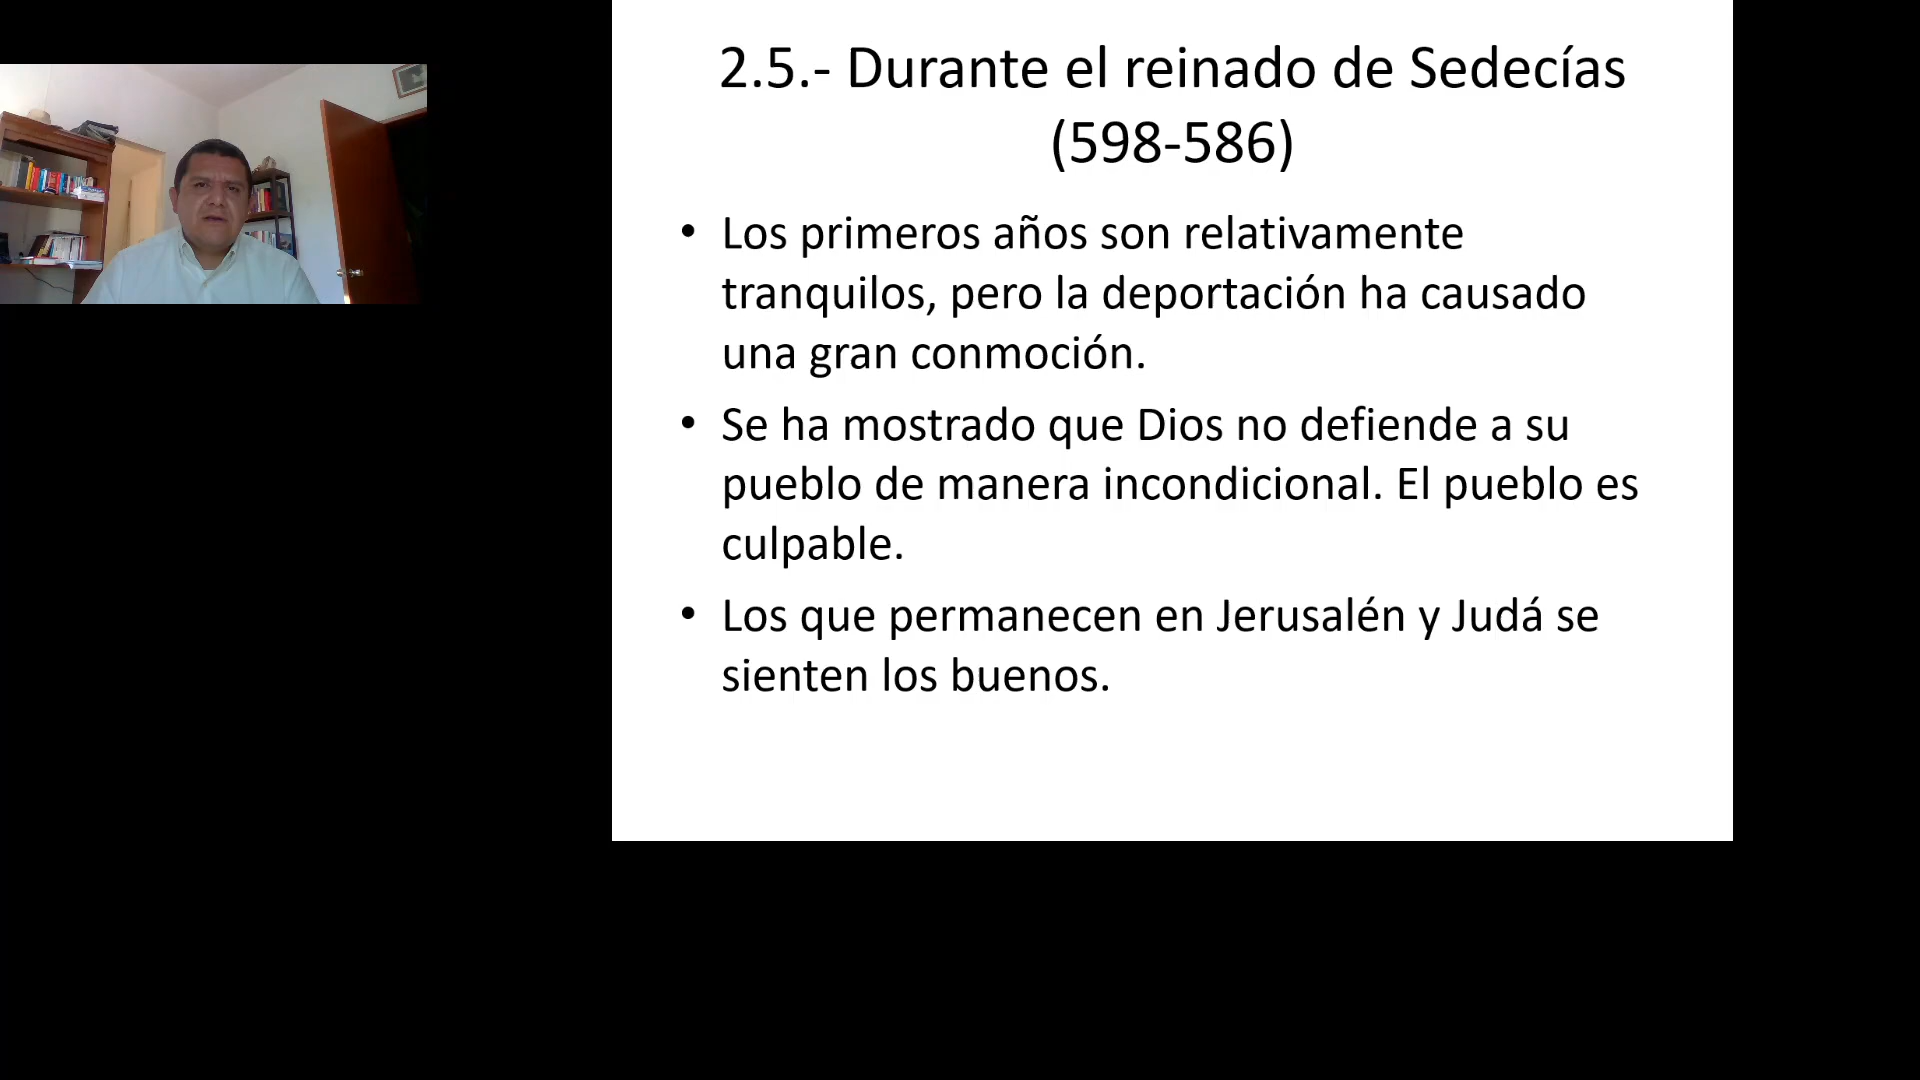 2.5.- Durante el reinado de Sedecías
(598-586)
• Los primeros años son relativamente
tranquilos, pero la deportación ha causado
una gran conmoción.
• Se ha mostrado que Dios no defiende a su
pueblo de manera incondicional. El pueblo es
culpable.
• Los que permanecen en Jerusalén y Judá se
sienten los buenos.